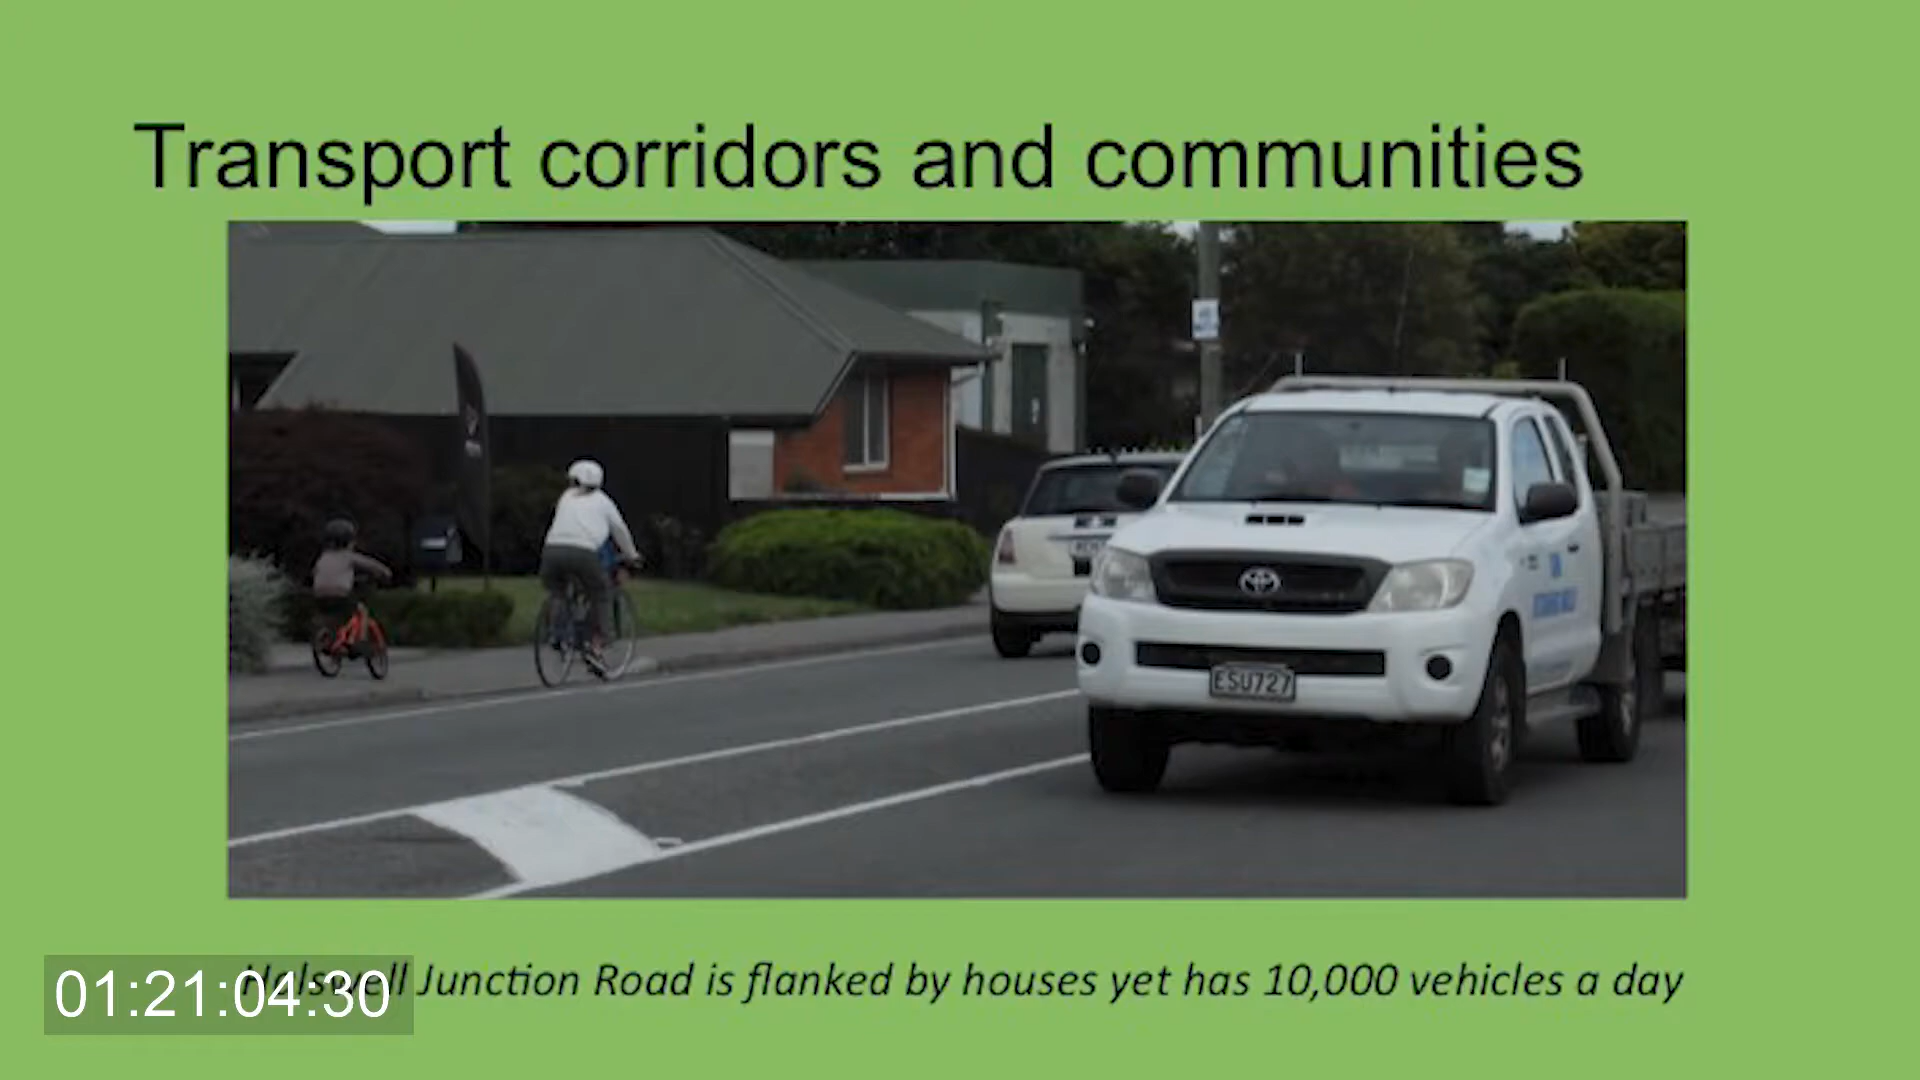 Transport corridors and communities
ESU727
Halswell Junction Road is flanked by houses yet has 10,000 vehicles a day
01:21:04:30